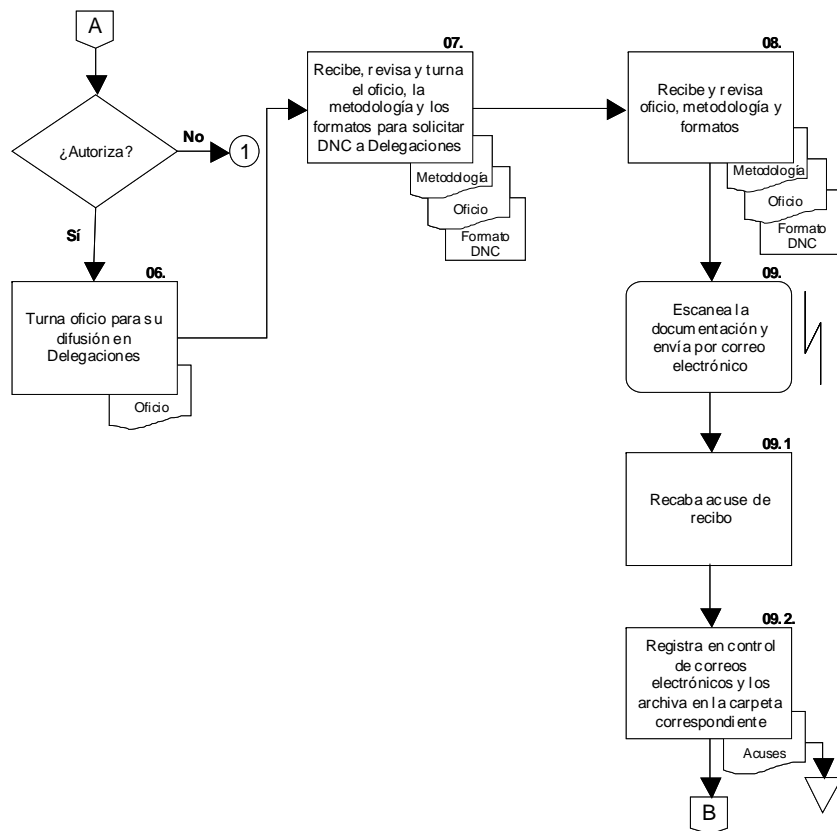 A
¿Autoriza?
No
1
Sí
06.
Turna oficio para su
difusión en
Delegaciones
Oficio
07.
Recibe, revisa y turna
el oficio, la
metodología y los
formatos para solicitar
DNC a Delegaciones
Metodología
Oficio
Formato
DNC
08.
Recibe y revisa
oficio, metodología y
formatos
Metodología
Oficio
Formato
DNC
09.
Escanea la
documentación y
envía por correo
electrónico
09.1
Recaba acuse de
recibo
09.2.
Registra en control
de correos
electrónicos y los
archiva en la carpeta
correspondiente
Acuses
B